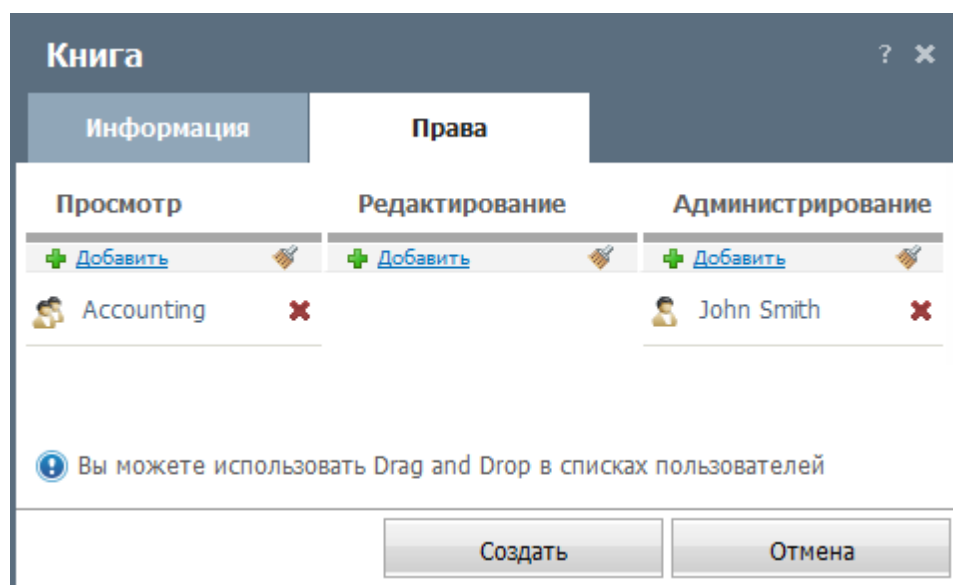 Книга ?
Информация Права
Просмотр Редактирование Администрирование
Добавить Добавить Добавить
Accounting John Smith
Вы можете использовать Drag and Drop в списках пользователей
Создать Отмена